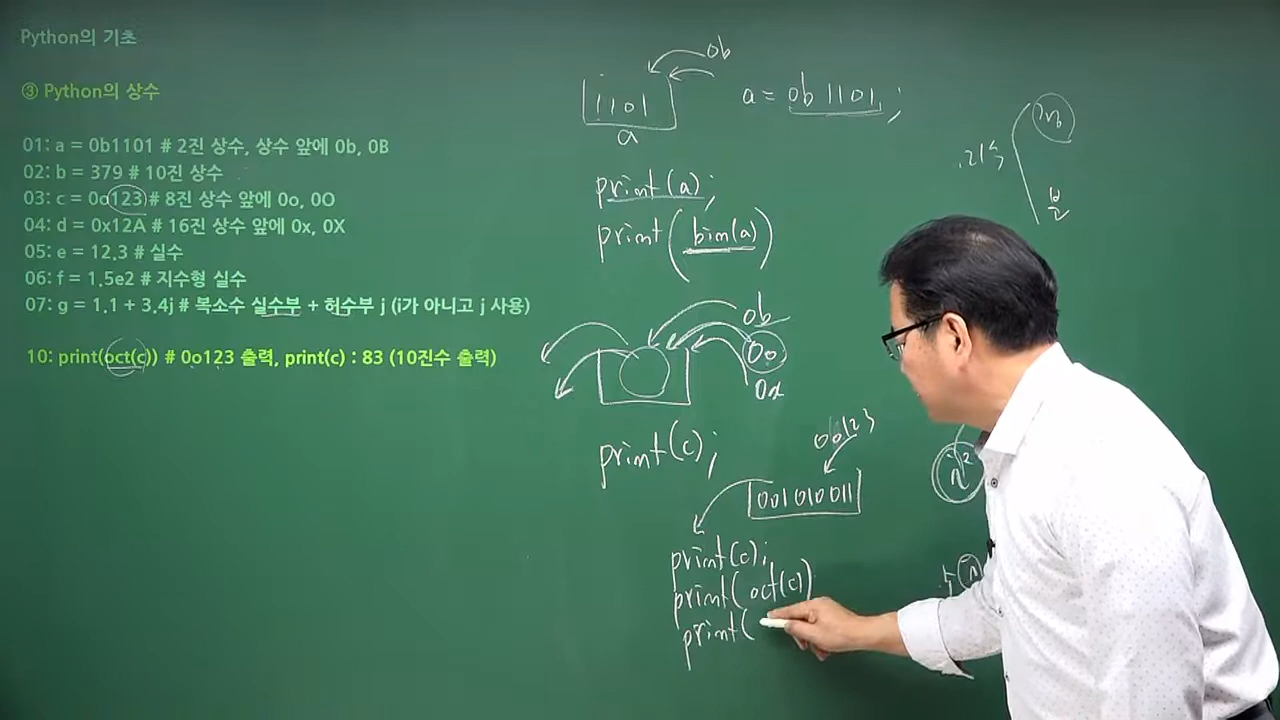 Python의 기초
③ Python의 상수
01: a = 0b1101 # 2진 상수, 상수 앞에 0b, 0B
02: b = 379 # 10진 상수
03: c = 0o123 # 8진 상수 앞에 0o, 0O
04: d = 0x12A # 16진 상수 앞에 0x, 0X
05: e = 12.3 # 실수
06: f = 1.5e2 # 지수형 실수
07: g = 1.1 + 3.4j # 복소수 실수부 + 허수부 j (i가 아니고 j 사용)
10: print(oct(c)) # 0o123 출력, print(c) : 83 (10진수 출력)
0b
1101
a
a = 0b 1101 ;
print(a) ;
print(bin(a))
0b
0o
0x
print(c) ;
0o123
001 010 011
print(c) ;
print( oct(c))
print(